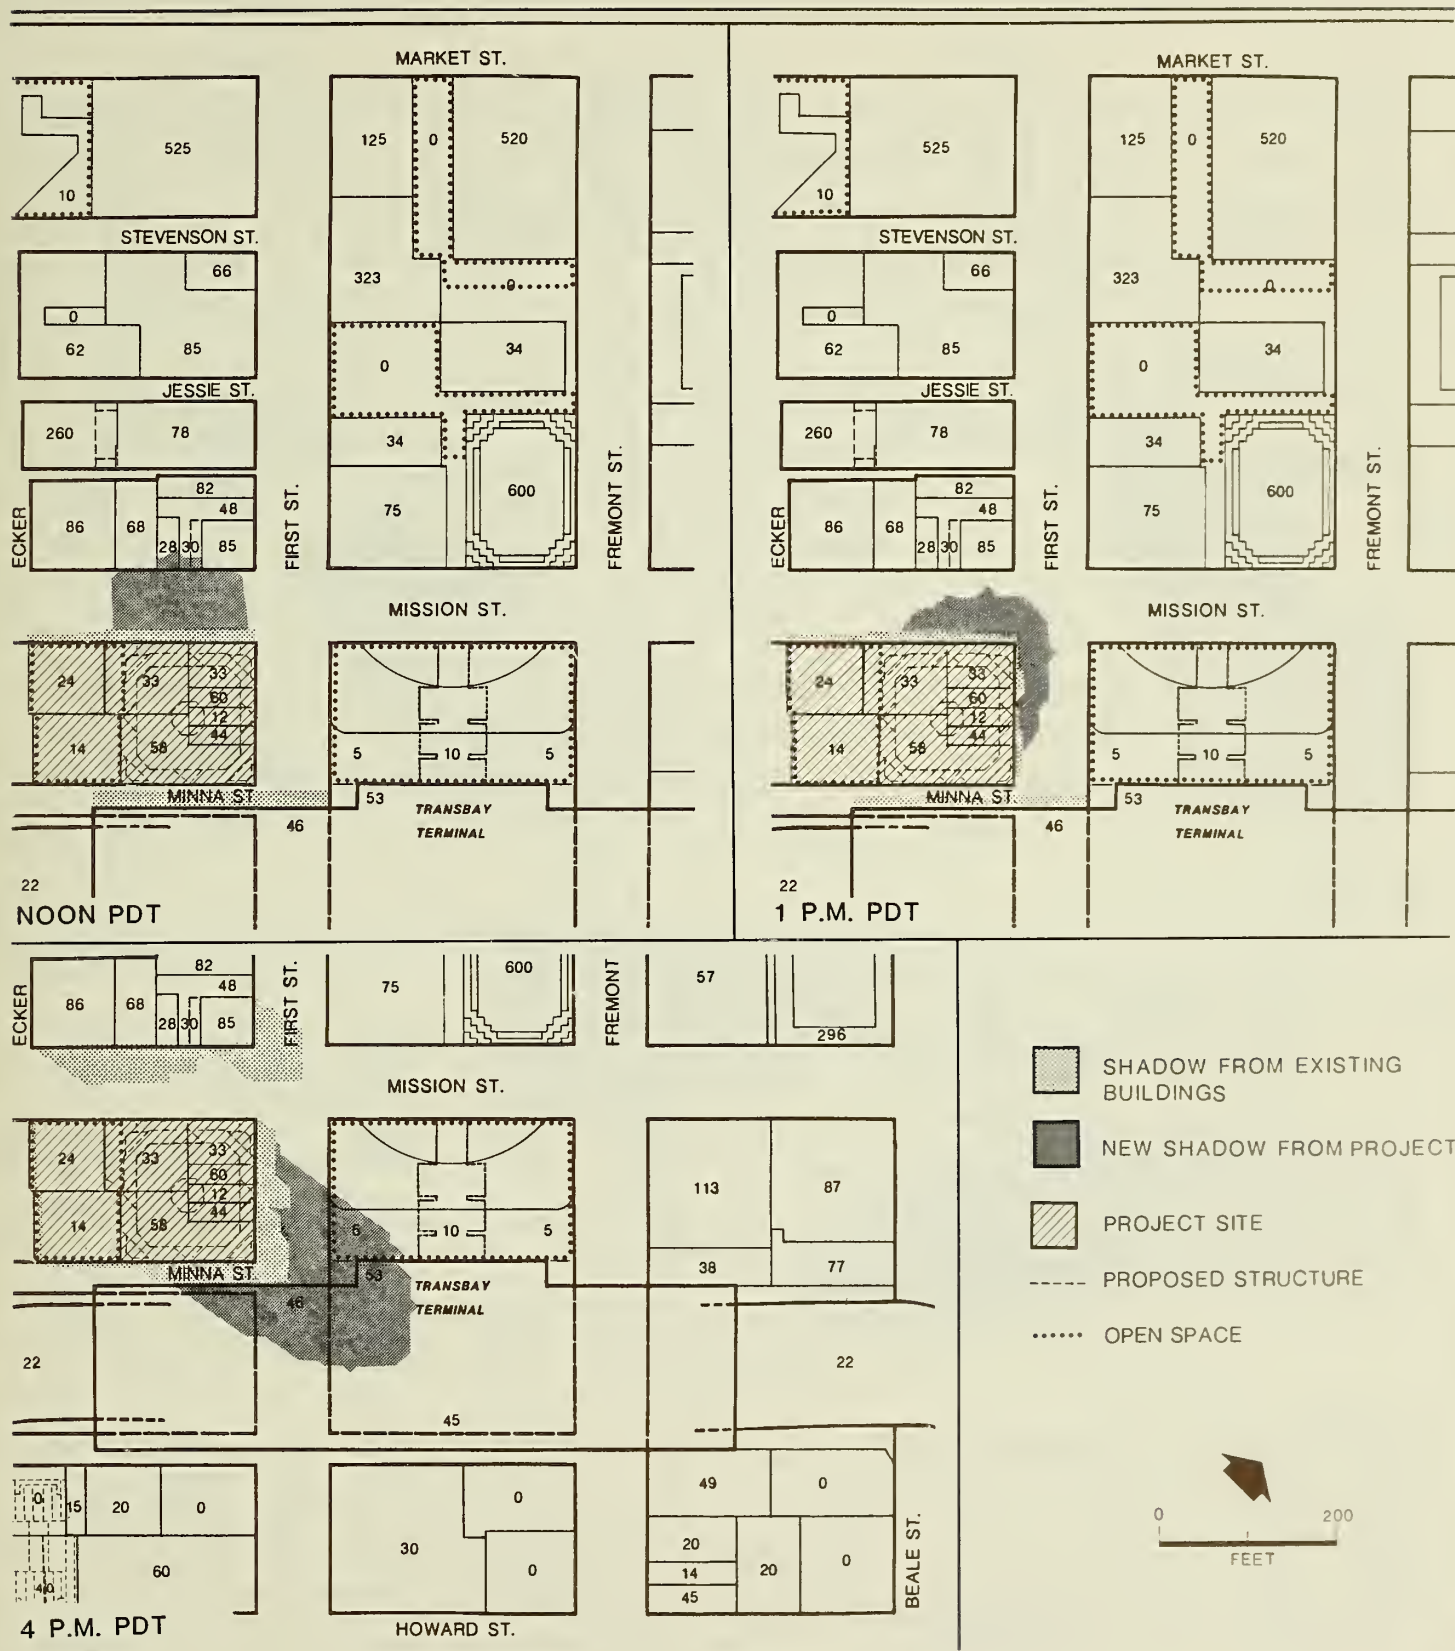 MARKET ST.
125 0 520
525
10
STEVENSON ST.
66
323
0
0
62 85
34
0
JESSIE ST.
260 78
34
600
82
48
86 68
75
28 30 85
ECKER
FIRST ST.
FREMONT ST.
MISSION ST.
24 33 33
60
12
14 58 44
5 10 5
MINNA ST
53
46
TRANSBAY
TERMINAL
22
NOON PDT
MARKET ST.
125 0 520
525
10
STEVENSON ST.
66
323
0
0
62 85
34
0
JESSIE ST.
260 78
34
600
82
48
86 68
75
28 30 85
ECKER
FIRST ST.
FREMONT ST.
MISSION ST.
24 33 33
60
12
14 58 44
5 10 5
MINNA ST
53
46
TRANSBAY
TERMINAL
22
1 P.M. PDT
82
48
86 68
28 30 85
75
600
57
296
ECKER
FIRST ST.
FREMONT
MISSION ST.
24 33 33
60
12
14 58 44
5 10 5
113 87
38 77
MINNA ST
53
46
TRANSBAY
TERMINAL
22
22
45
0 15 20 0
60
40
30
0
0
49 0
20
14
45
20
0
BEALE ST.
HOWARD ST.
4 P.M. PDT
SHADOW FROM EXISTING
BUILDINGS
NEW SHADOW FROM PROJECT
PROJECT SITE
PROPOSED STRUCTURE
OPEN SPACE
0 200
FEET